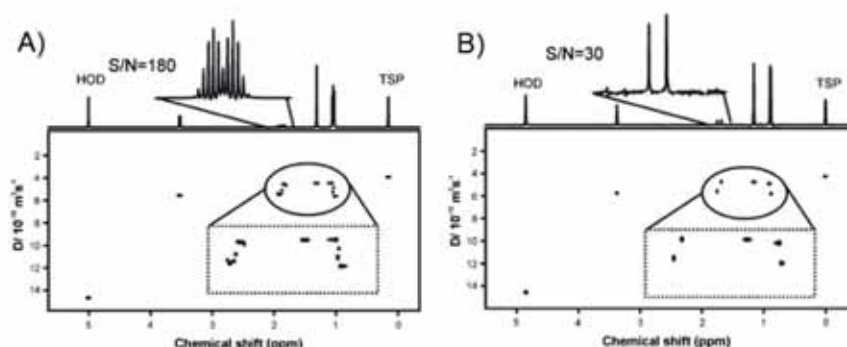 A)
S/N=180
HOD
TSP
D/ 10⁻¹⁰ m²s⁻¹
2
4
6
8
10
12
14
5
4
3
2
1
0
Chemical shift (ppm)
B)
S/N=30
HOD
TSP
D/ 10⁻¹⁰ m²s⁻¹
2
4
6
8
10
12
14
5
4
3
2
1
0
Chemical shift (ppm)